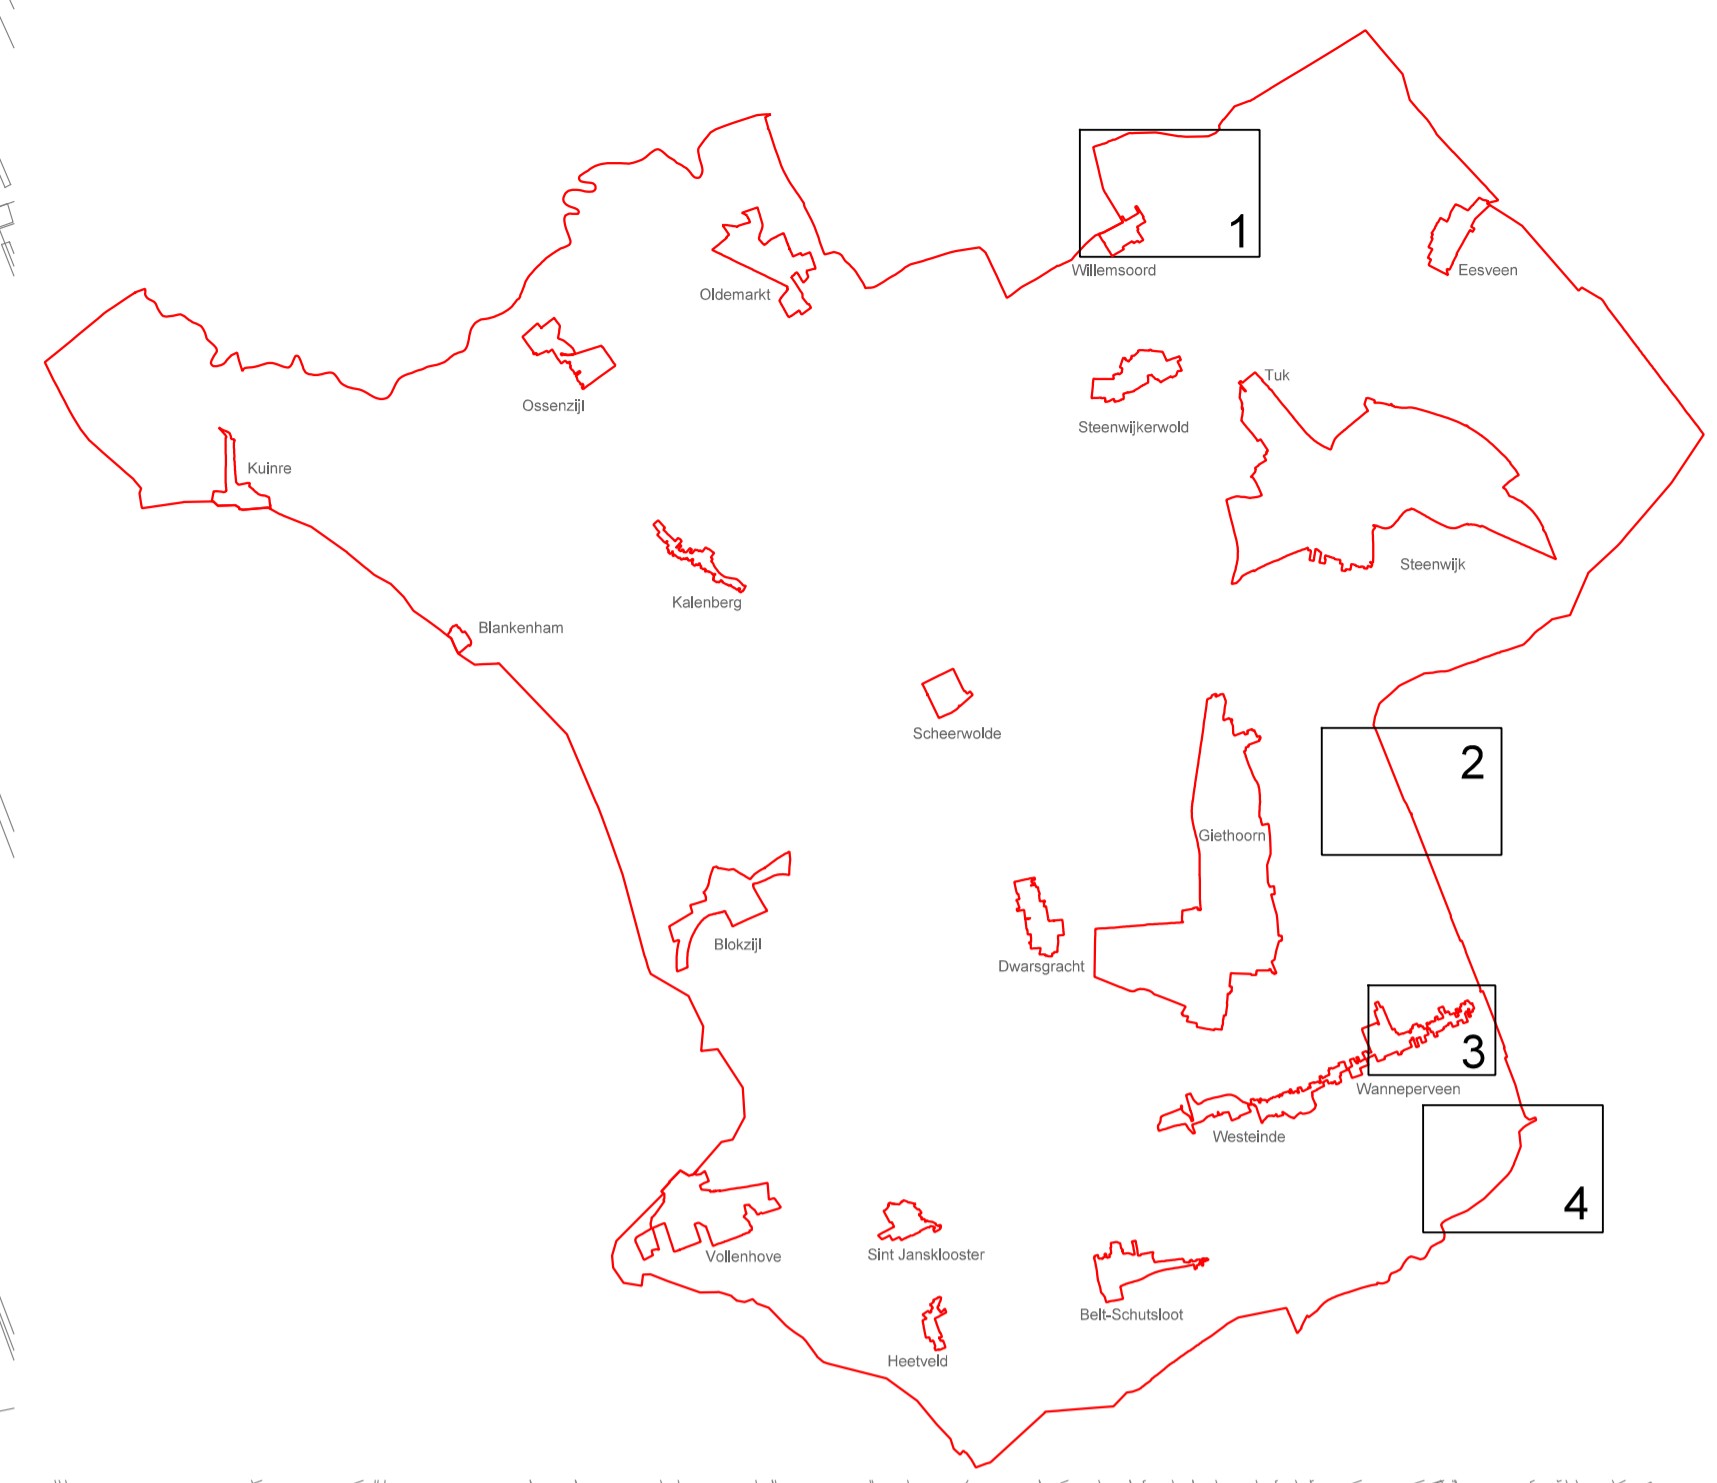 1
Willemsoord
Eesveen
Oldemarkt
Ossenzijl
Tuk
Steenwijkerwold
Kuinre
Steenwijk
Kalenberg
Blankenham
Scheerwolde
2
Giethoorn
Blokzijl
Dwarsgracht
3
Wanneperveen
Westeinde
4
Vollenhove
Sint Jansklooster
Belt-Schutsloot
Heetveld